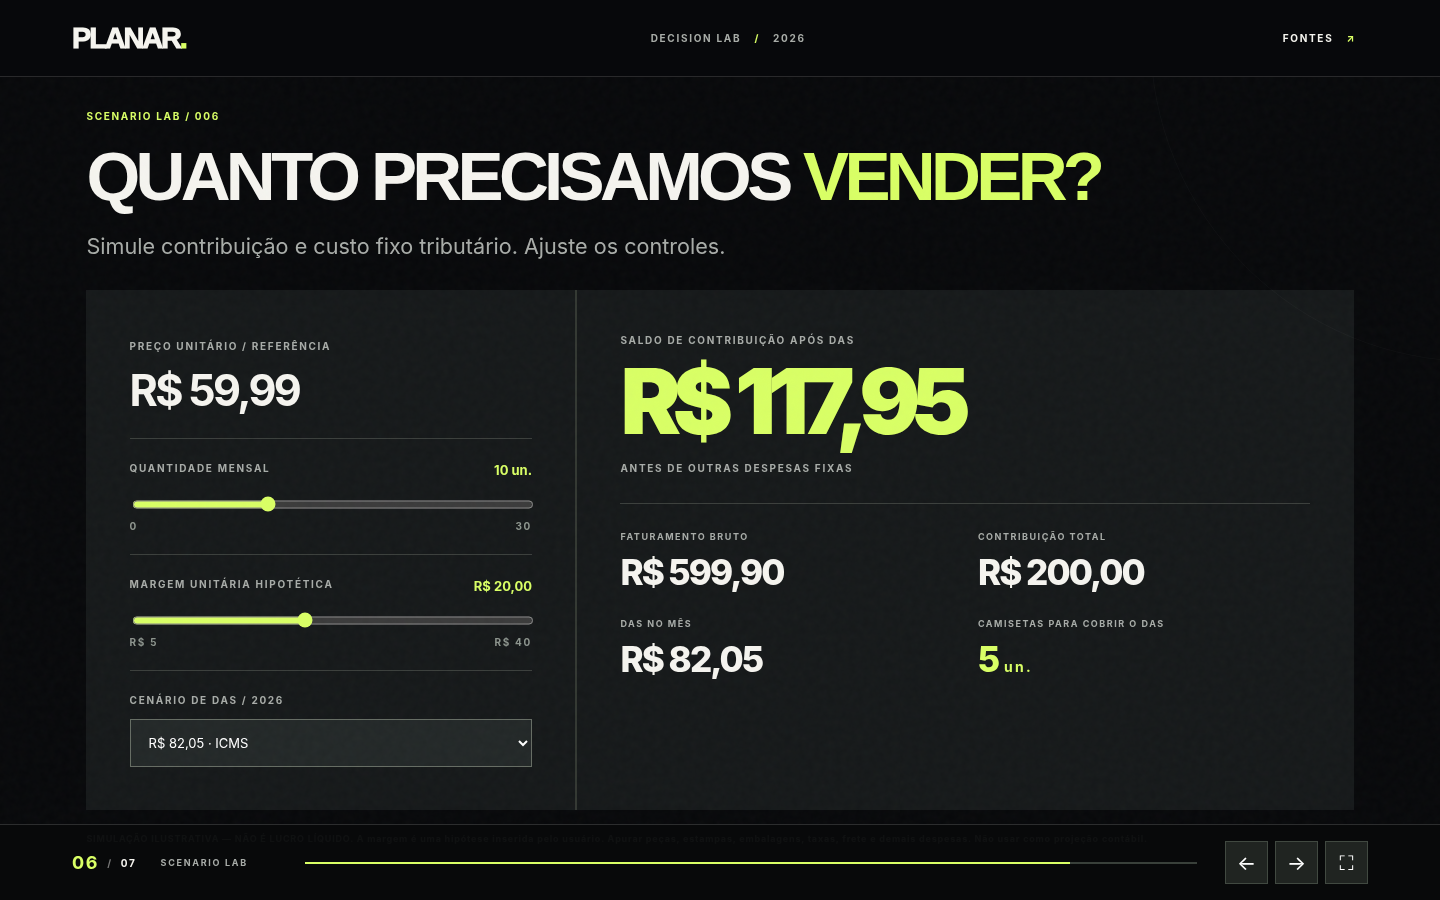 PLANAR.
DECISION LAB / 2026
FONTES
SCENARIO LAB / 006
QUANTO PRECISAMOS VENDER?
Simule contribuição e custo fixo tributário. Ajuste os controles.
PREÇO UNITÁRIO / REFERÊNCIA
R$ 59,99
QUANTIDADE MENSAL 10 un.
0 30
MARGEM UNITÁRIA HIPOTÉTICA R$ 20,00
R$ 5 R$ 40
CENÁRIO DE DAS / 2026
R$ 82,05 · ICMS
SALDO DE CONTRIBUIÇÃO APÓS DAS
R$ 117,95
ANTES DE OUTRAS DESPESAS FIXAS
FATURAMENTO BRUTO
R$ 599,90
CONTRIBUIÇÃO TOTAL
R$ 200,00
DAS NO MÊS
R$ 82,05
CAMISETAS PARA COBRIR O DAS
5 un.
06 / 07 SCENARIO LAB